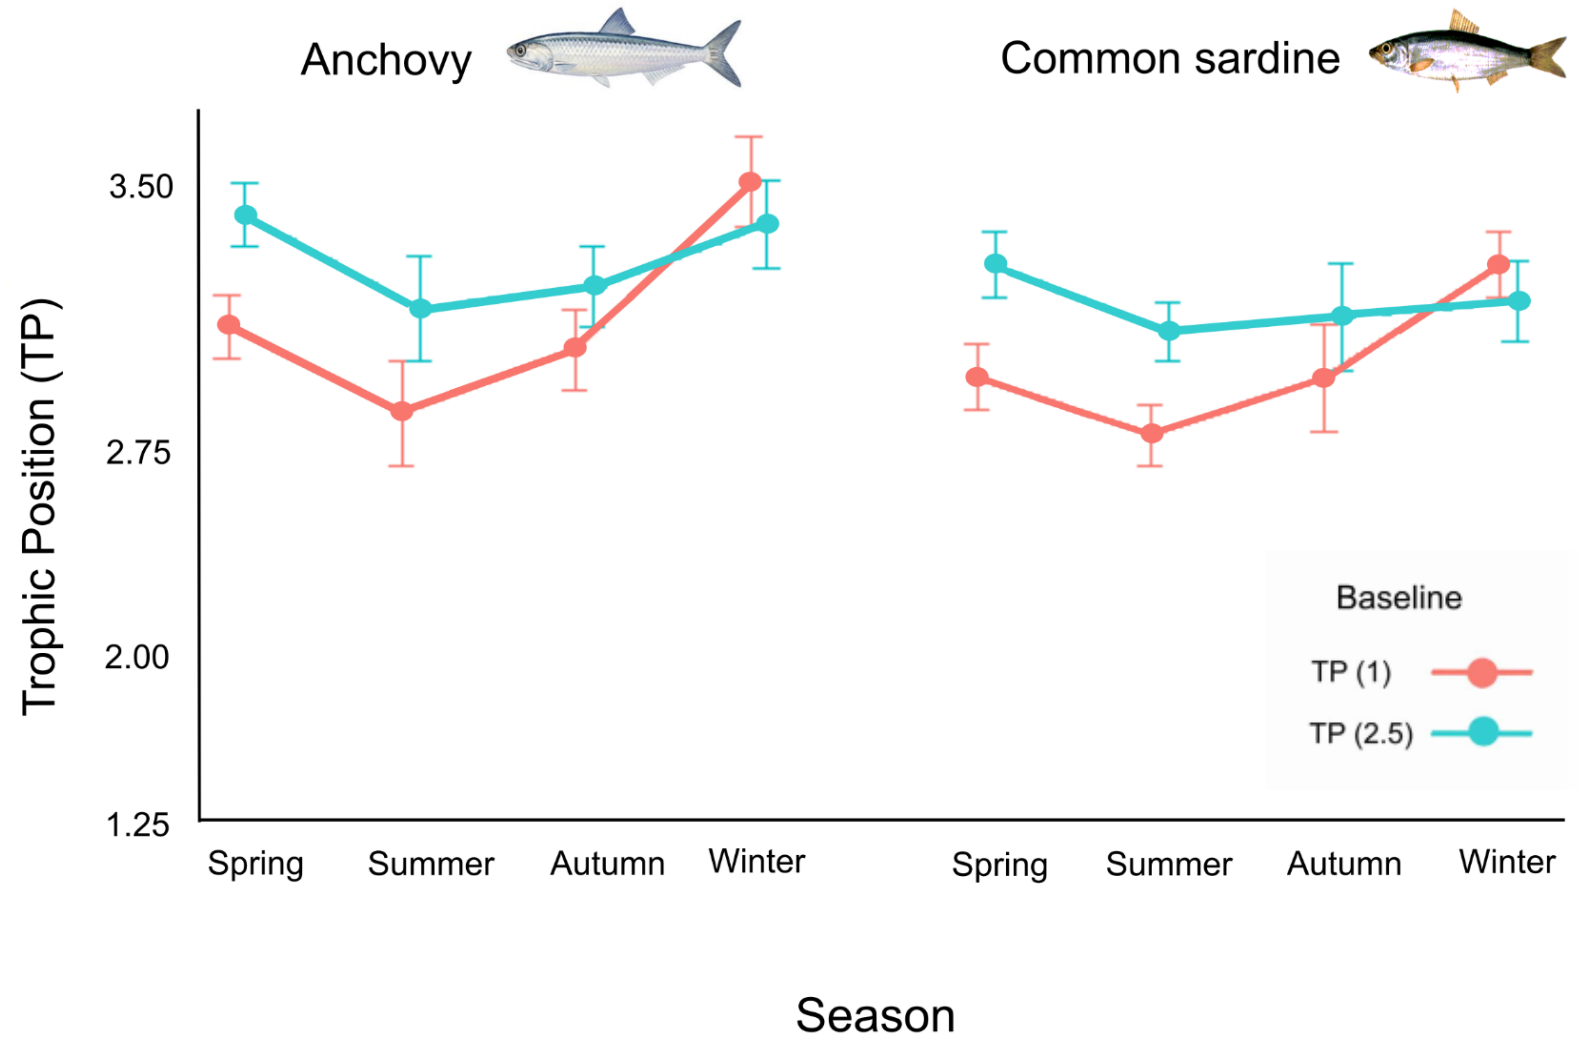 Anchovy
Common sardine
Trophic Position (TP)
3.50
2.75
2.00
1.25
Baseline
TP (1)
TP (2.5)
Spring
Summer
Autumn
Winter
Spring
Summer
Autumn
Winter
Season